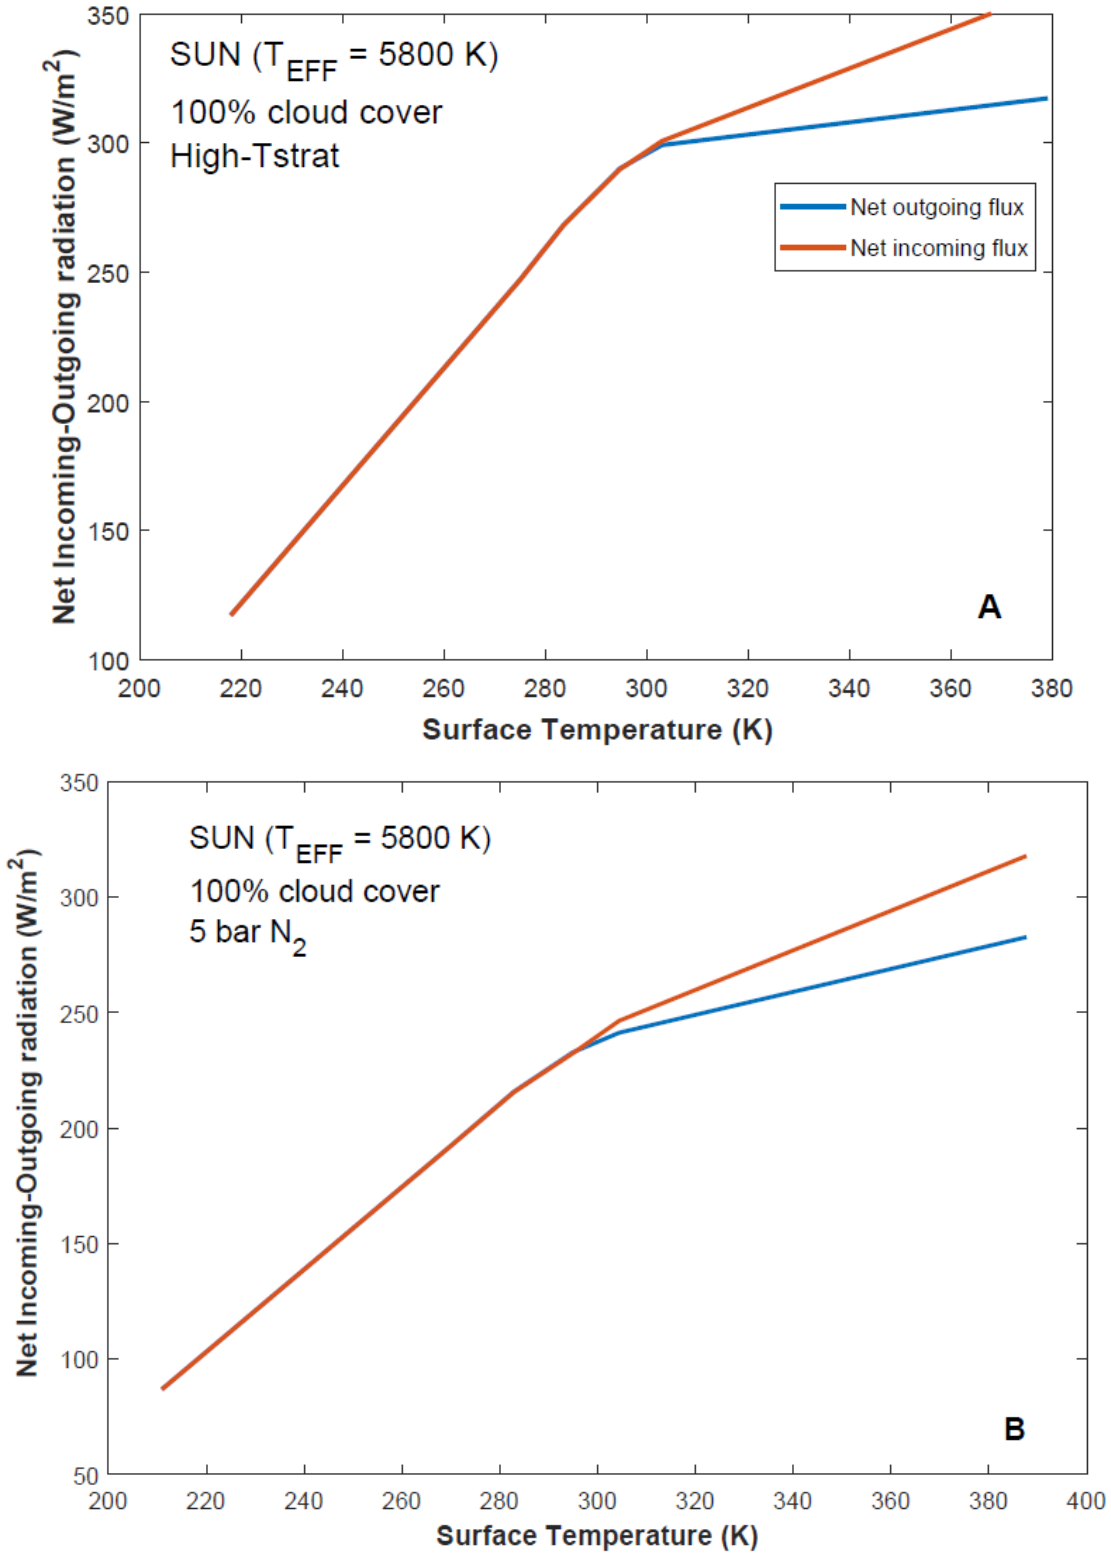 Net Incoming-Outgoing radiation (W/m²)
350
300
250
200
150
100
SUN (T_EFF = 5800 K)
100% cloud cover
High-Tstrat
Net outgoing flux
Net incoming flux
A
200 220 240 260 280 300 320 340 360 380
Surface Temperature (K)
Net Incoming-Outgoing radiation (W/m²)
350
300
250
200
150
100
50
SUN (T_EFF = 5800 K)
100% cloud cover
5 bar N₂
B
200 220 240 260 280 300 320 340 360 380 400
Surface Temperature (K)